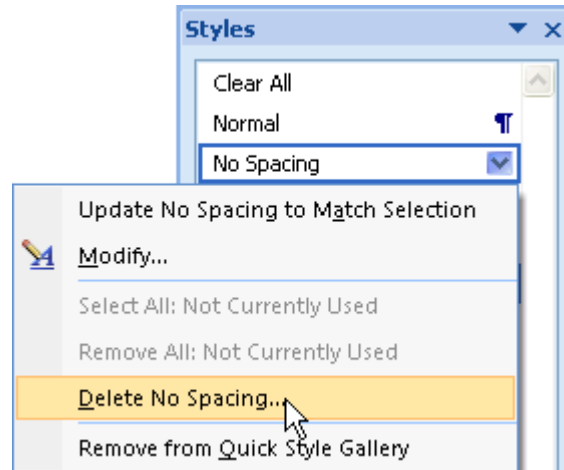 Styles
Clear All
Normal ¶
No Spacing
Update No Spacing to Match Selection
Modify...
Select All: Not Currently Used
Remove All: Not Currently Used
Delete No Spacing...
Remove from Quick Style Gallery